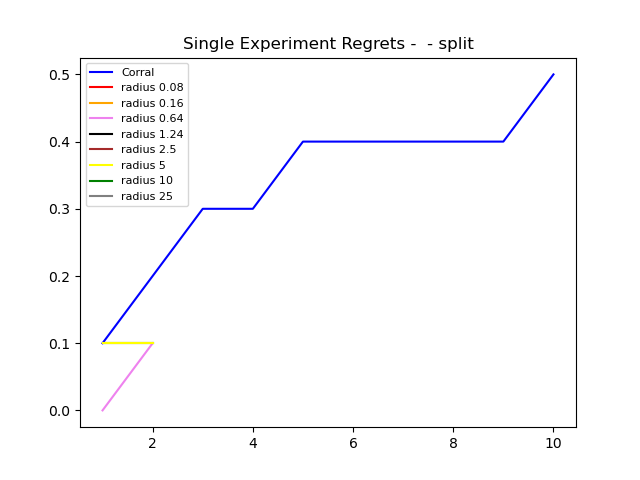 Single Experiment Regrets -  - split
Corral
radius 0.08
radius 0.16
radius 0.64
radius 1.24
radius 2.5
radius 5
radius 10
radius 25
0.5
0.4
0.3
0.2
0.1
0.0
2 4 6 8 10